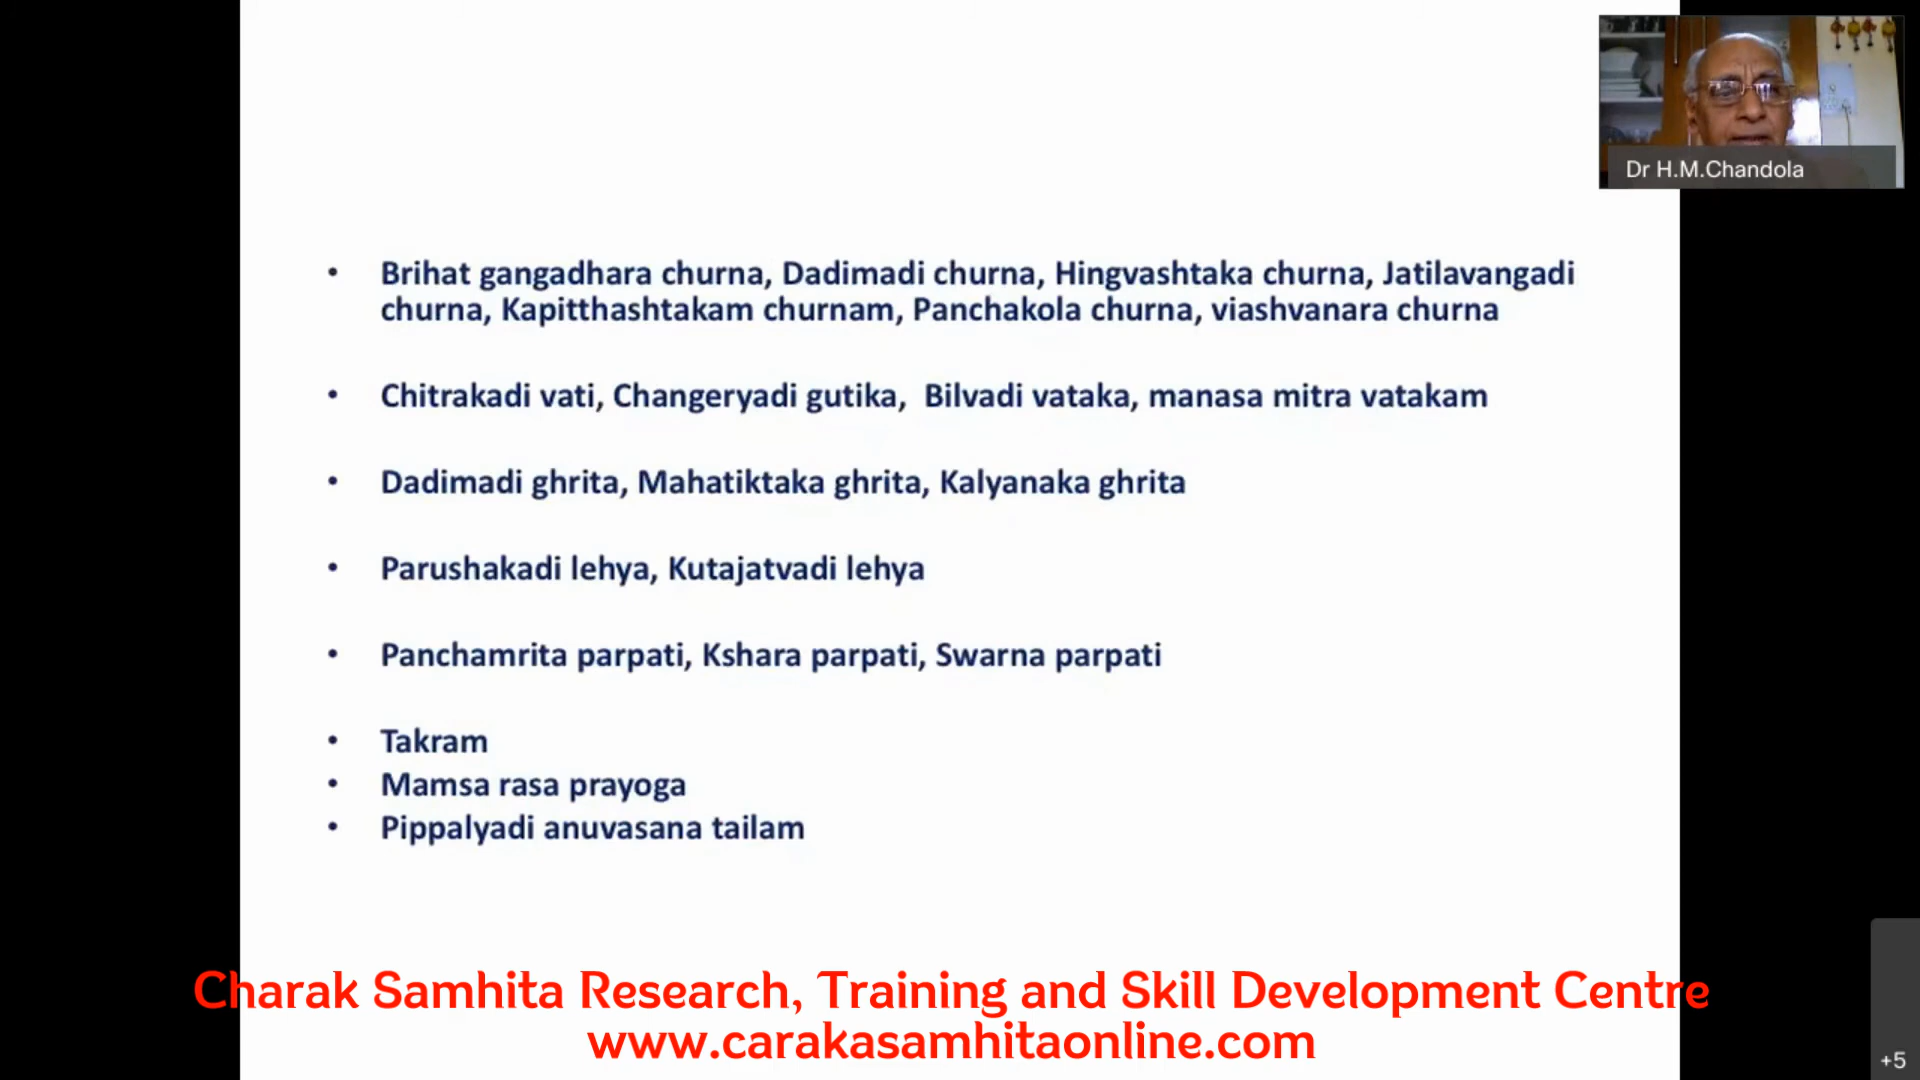 Dr H.M.Chandola
• Brihat gangadhara churna, Dadimadi churna, Hingvashtaka churna, Jatilavangadi
churna, Kapitthashtakam churnam, Panchakola churna, viashvanara churna
• Chitrakadi vati, Changeryadi gutika, Bilvadi vataka, manasa mitra vatakam
• Dadimadi ghrita, Mahatiktaka ghrita, Kalyanaka ghrita
• Parushakadi lehya, Kutajatvadi lehya
• Panchamrita parpati, Kshara parpati, Swarna parpati
• Takram
• Mamsa rasa prayoga
• Pippalyadi anuvasana tailam
Charak Samhita Research, Training and Skill Development Centre
www.carakasamhitaonline.com
+5